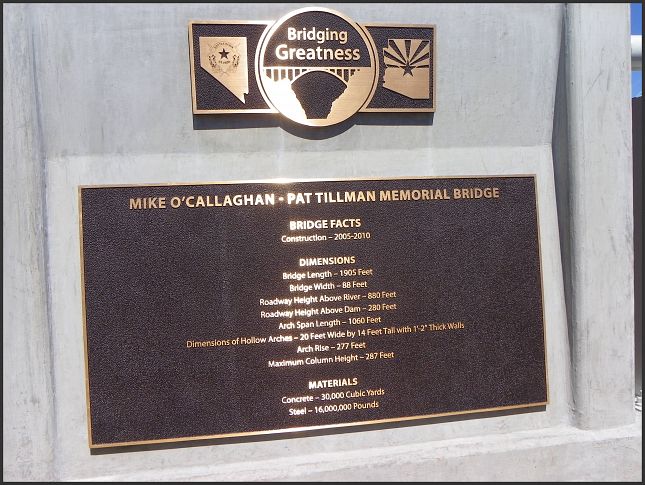 Bridging
Greatness
MIKE O'CALLAGHAN • PAT TILLMAN MEMORIAL BRIDGE
BRIDGE FACTS
Construction – 2005-2010
DIMENSIONS
Bridge Length – 1905 Feet
Bridge Width – 88 Feet
Roadway Height Above River – 880 Feet
Roadway Height Above Dam – 280 Feet
Arch Span Length – 1060 Feet
Dimensions of Hollow Arches – 20 Feet Wide by 14 Feet Tall with 1'-2" Thick Walls
Arch Rise – 277 Feet
Maximum Column Height – 287 Feet
MATERIALS
Concrete – 30,000 Cubic Yards
Steel – 16,000,000 Pounds